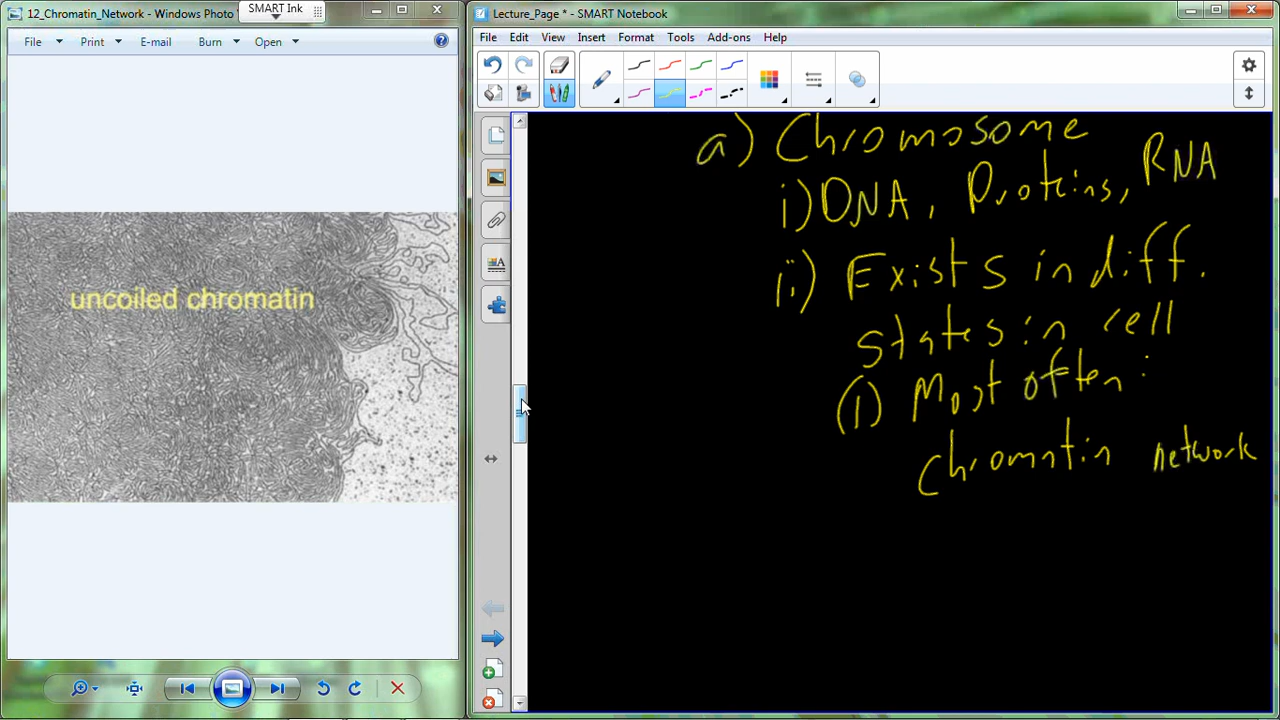 12_Chromatin_Network - Windows Photo
SMART Ink
File Print E-mail Burn Open
uncoiled chromatin
Lecture_Page * - SMART Notebook
File Edit View Insert Format Tools Add-ons Help
a) Chromosome
i) DNA, Proteins, RNA
ii) Exists in diff.
states in cell
(1) Most often:
chromatin network